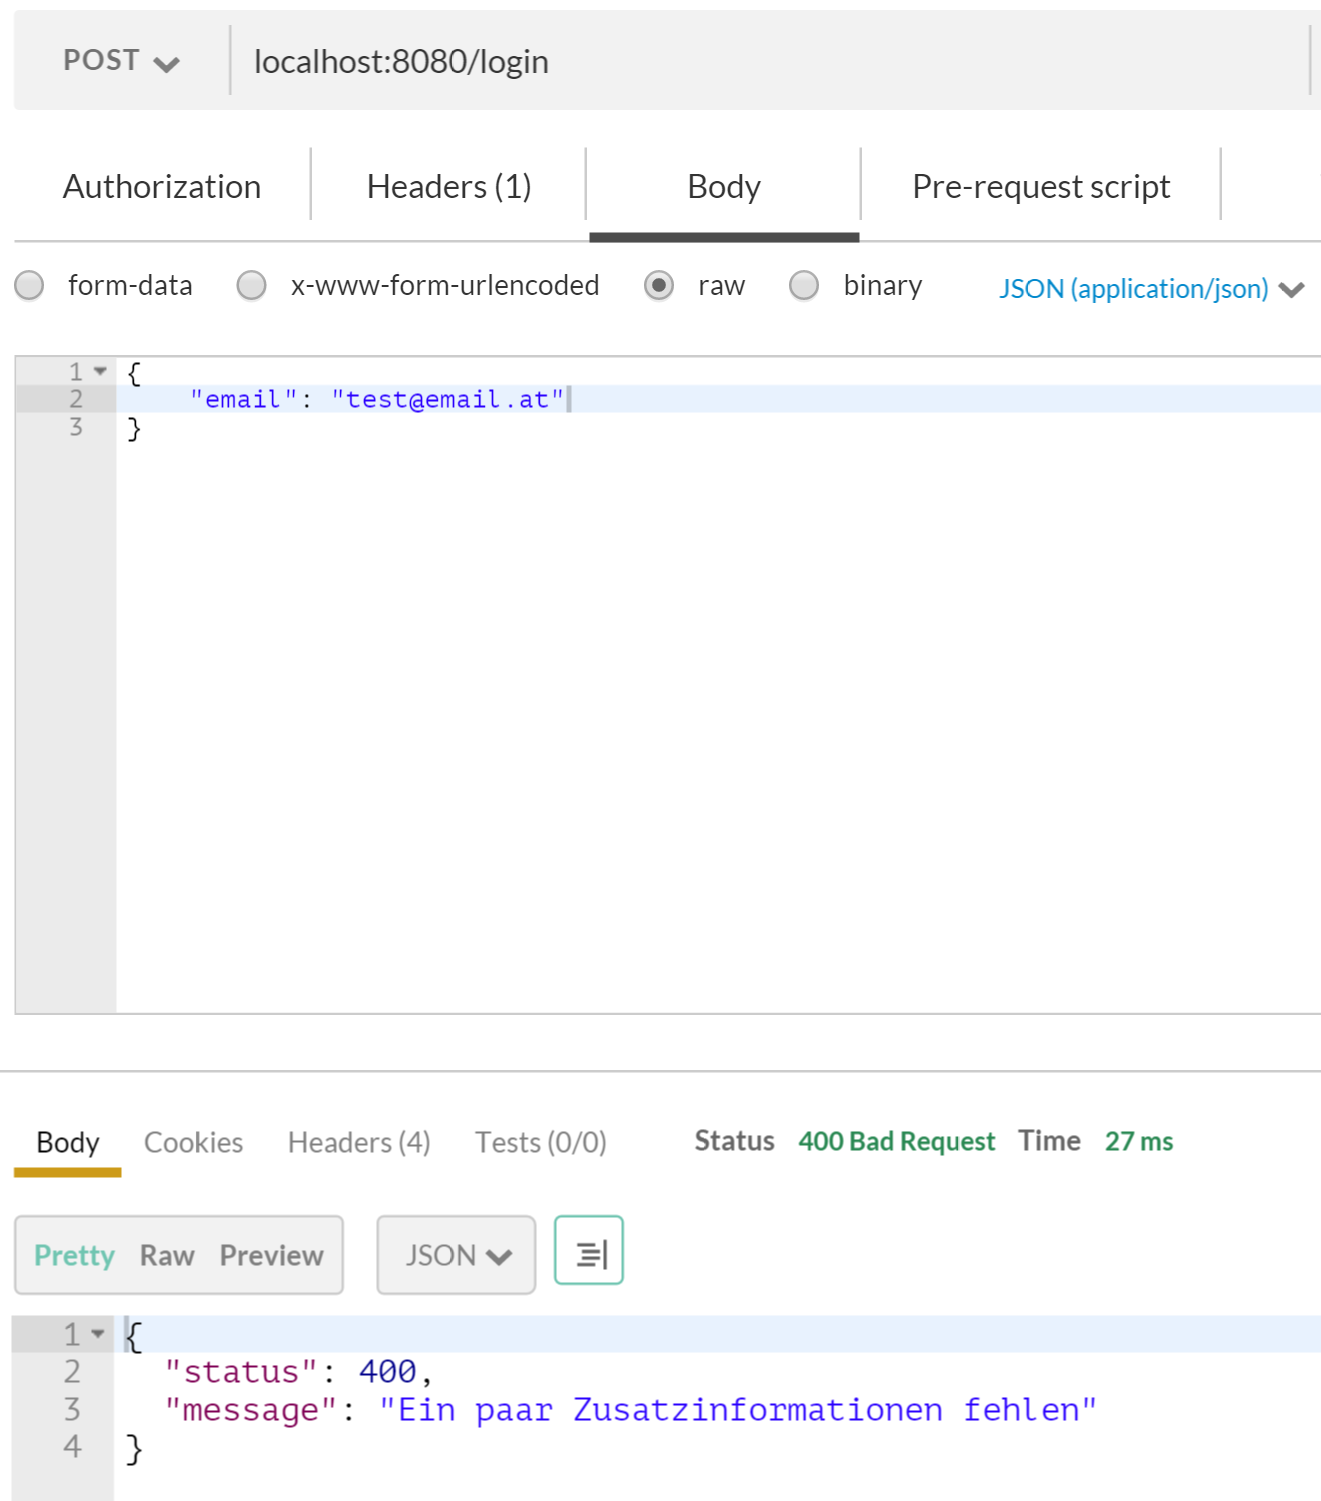 POST localhost:8080/login
Authorization Headers (1) Body Pre-request script
form-data x-www-form-urlencoded raw binary JSON (application/json)
1 {
2 "email": "test@email.at"
3 }
Body Cookies Headers (4) Tests (0/0) Status 400 Bad Request Time 27 ms
Pretty Raw Preview JSON
1 {
2 "status": 400,
3 "message": "Ein paar Zusatzinformationen fehlen"
4 }